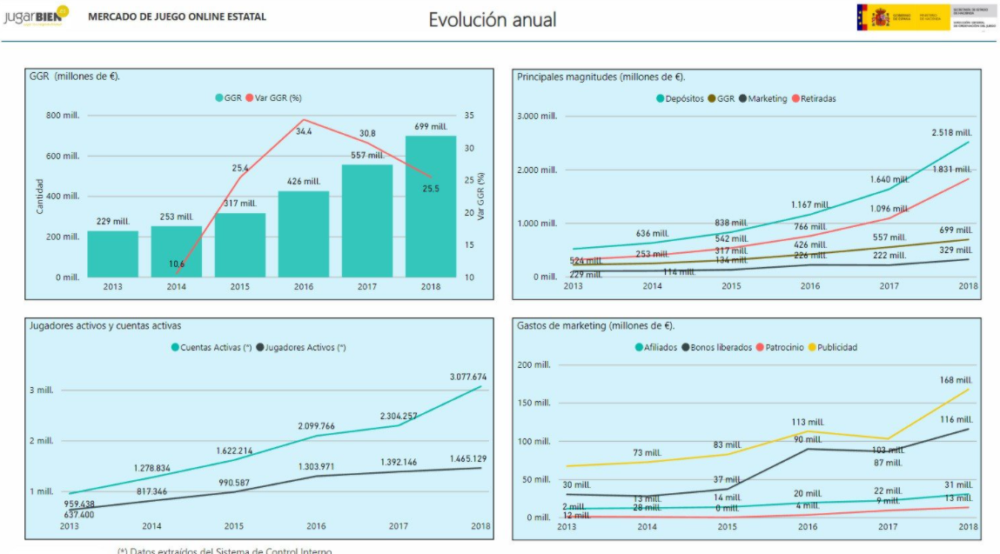 jugarBIEN
MERCADO DE JUEGO ONLINE ESTATAL
Evolución anual
GOBIERNO DE ESPAÑA
MINISTERIO DE HACIENDA
GGR (millones de €).
GGR Var GGR (%)
800 mill.
600 mill.
400 mill.
200 mill.
0 mill.
Cantidad
35
30
25
20
15
10
Var GGR (%)
229 mill.
253 mill.
317 mill.
426 mill.
557 mill.
699 mill.
10,6
25,4
34,4
30,8
25,5
2013 2014 2015 2016 2017 2018
Principales magnitudes (millones de €).
Depósitos GGR Marketing Retiradas
3.000 mill.
2.000 mill.
1.000 mill.
0 mill.
524 mill.
636 mill.
838 mill.
1.167 mill.
1.640 mill.
2.518 mill.
542 mill.
766 mill.
1.096 mill.
1.831 mill.
229 mill.
253 mill.
317 mill.
426 mill.
557 mill.
699 mill.
114 mill.
134 mill.
226 mill.
222 mill.
329 mill.
2013 2014 2015 2016 2017 2018
Jugadores activos y cuentas activas
Cuentas Activas (*) Jugadores Activos (*)
3 mill.
2 mill.
1 mill.
959.438
1.278.834
1.622.214
2.099.766
2.304.257
3.077.674
637.400
817.346
990.587
1.303.971
1.392.146
1.465.129
2013 2014 2015 2016 2017 2018
Gastos de marketing (millones de €).
Afiliados Bonos liberados Patrocinio Publicidad
200 mill.
150 mill.
100 mill.
50 mill.
0 mill.
73 mill.
83 mill.
113 mill.
103 mill.
168 mill.
30 mill.
28 mill.
37 mill.
90 mill.
87 mill.
116 mill.
12 mill.
13 mill.
14 mill.
20 mill.
22 mill.
31 mill.
2 mill.
0 mill.
4 mill.
9 mill.
13 mill.
2013 2014 2015 2016 2017 2018
(*) Datos extraídos del Sistema de Control Interno